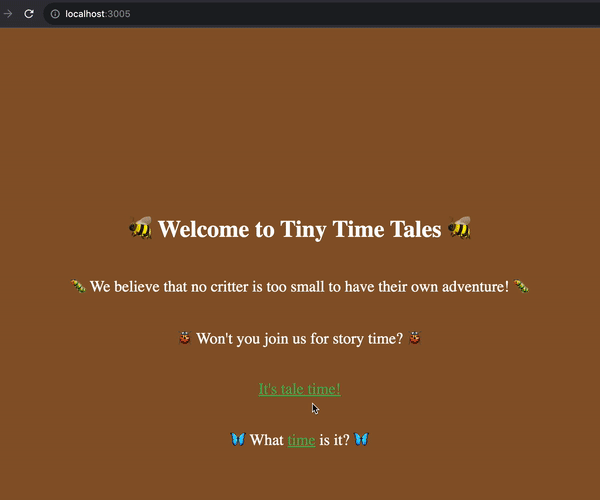 localhost:3005
🐝 Welcome to Tiny Time Tales 🐝
🐛 We believe that no critter is too small to have their own adventure! 🐛
🐞 Won't you join us for story time? 🐞
It's tale time!
🦋 What time is it? 🦋